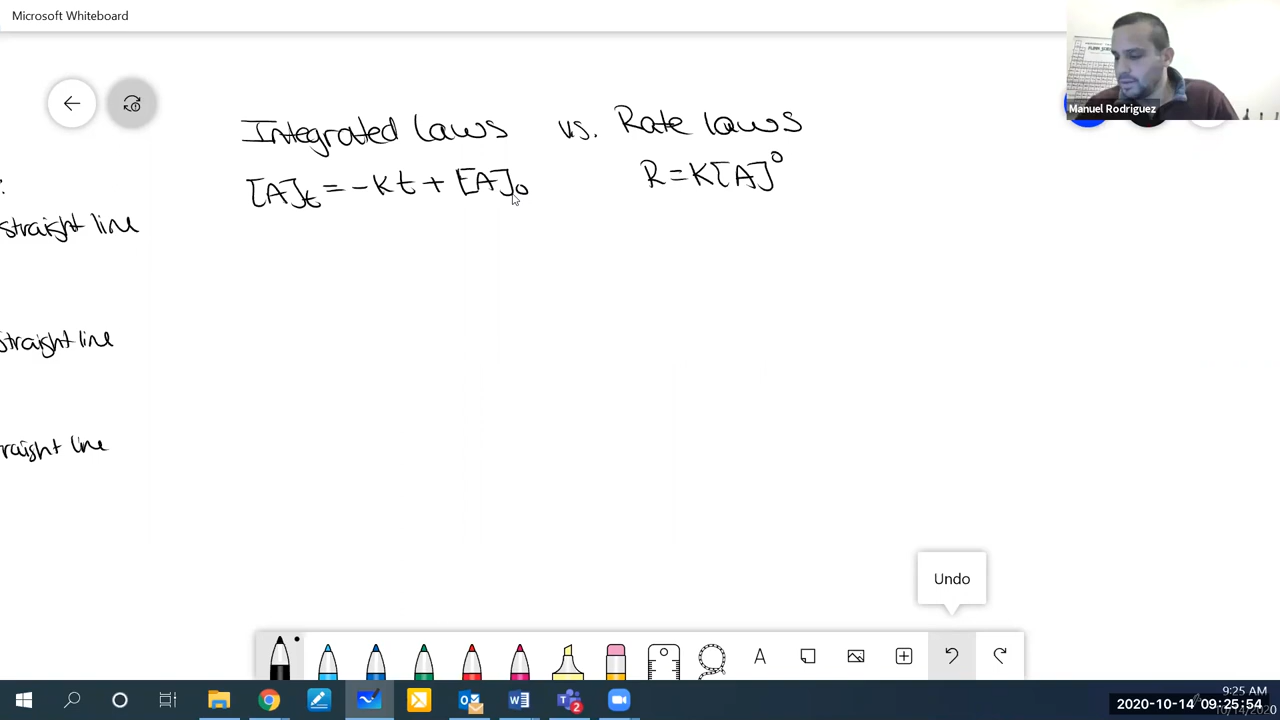 Microsoft Whiteboard
Manuel Rodriguez
Integrated laws vs. Rate laws
[A]t = -kt + [A]₀ R = K[A]⁰
?.
straight line
straight line
raight line
Undo
A
2
9:25 AM
2020-10-14 09:25:54